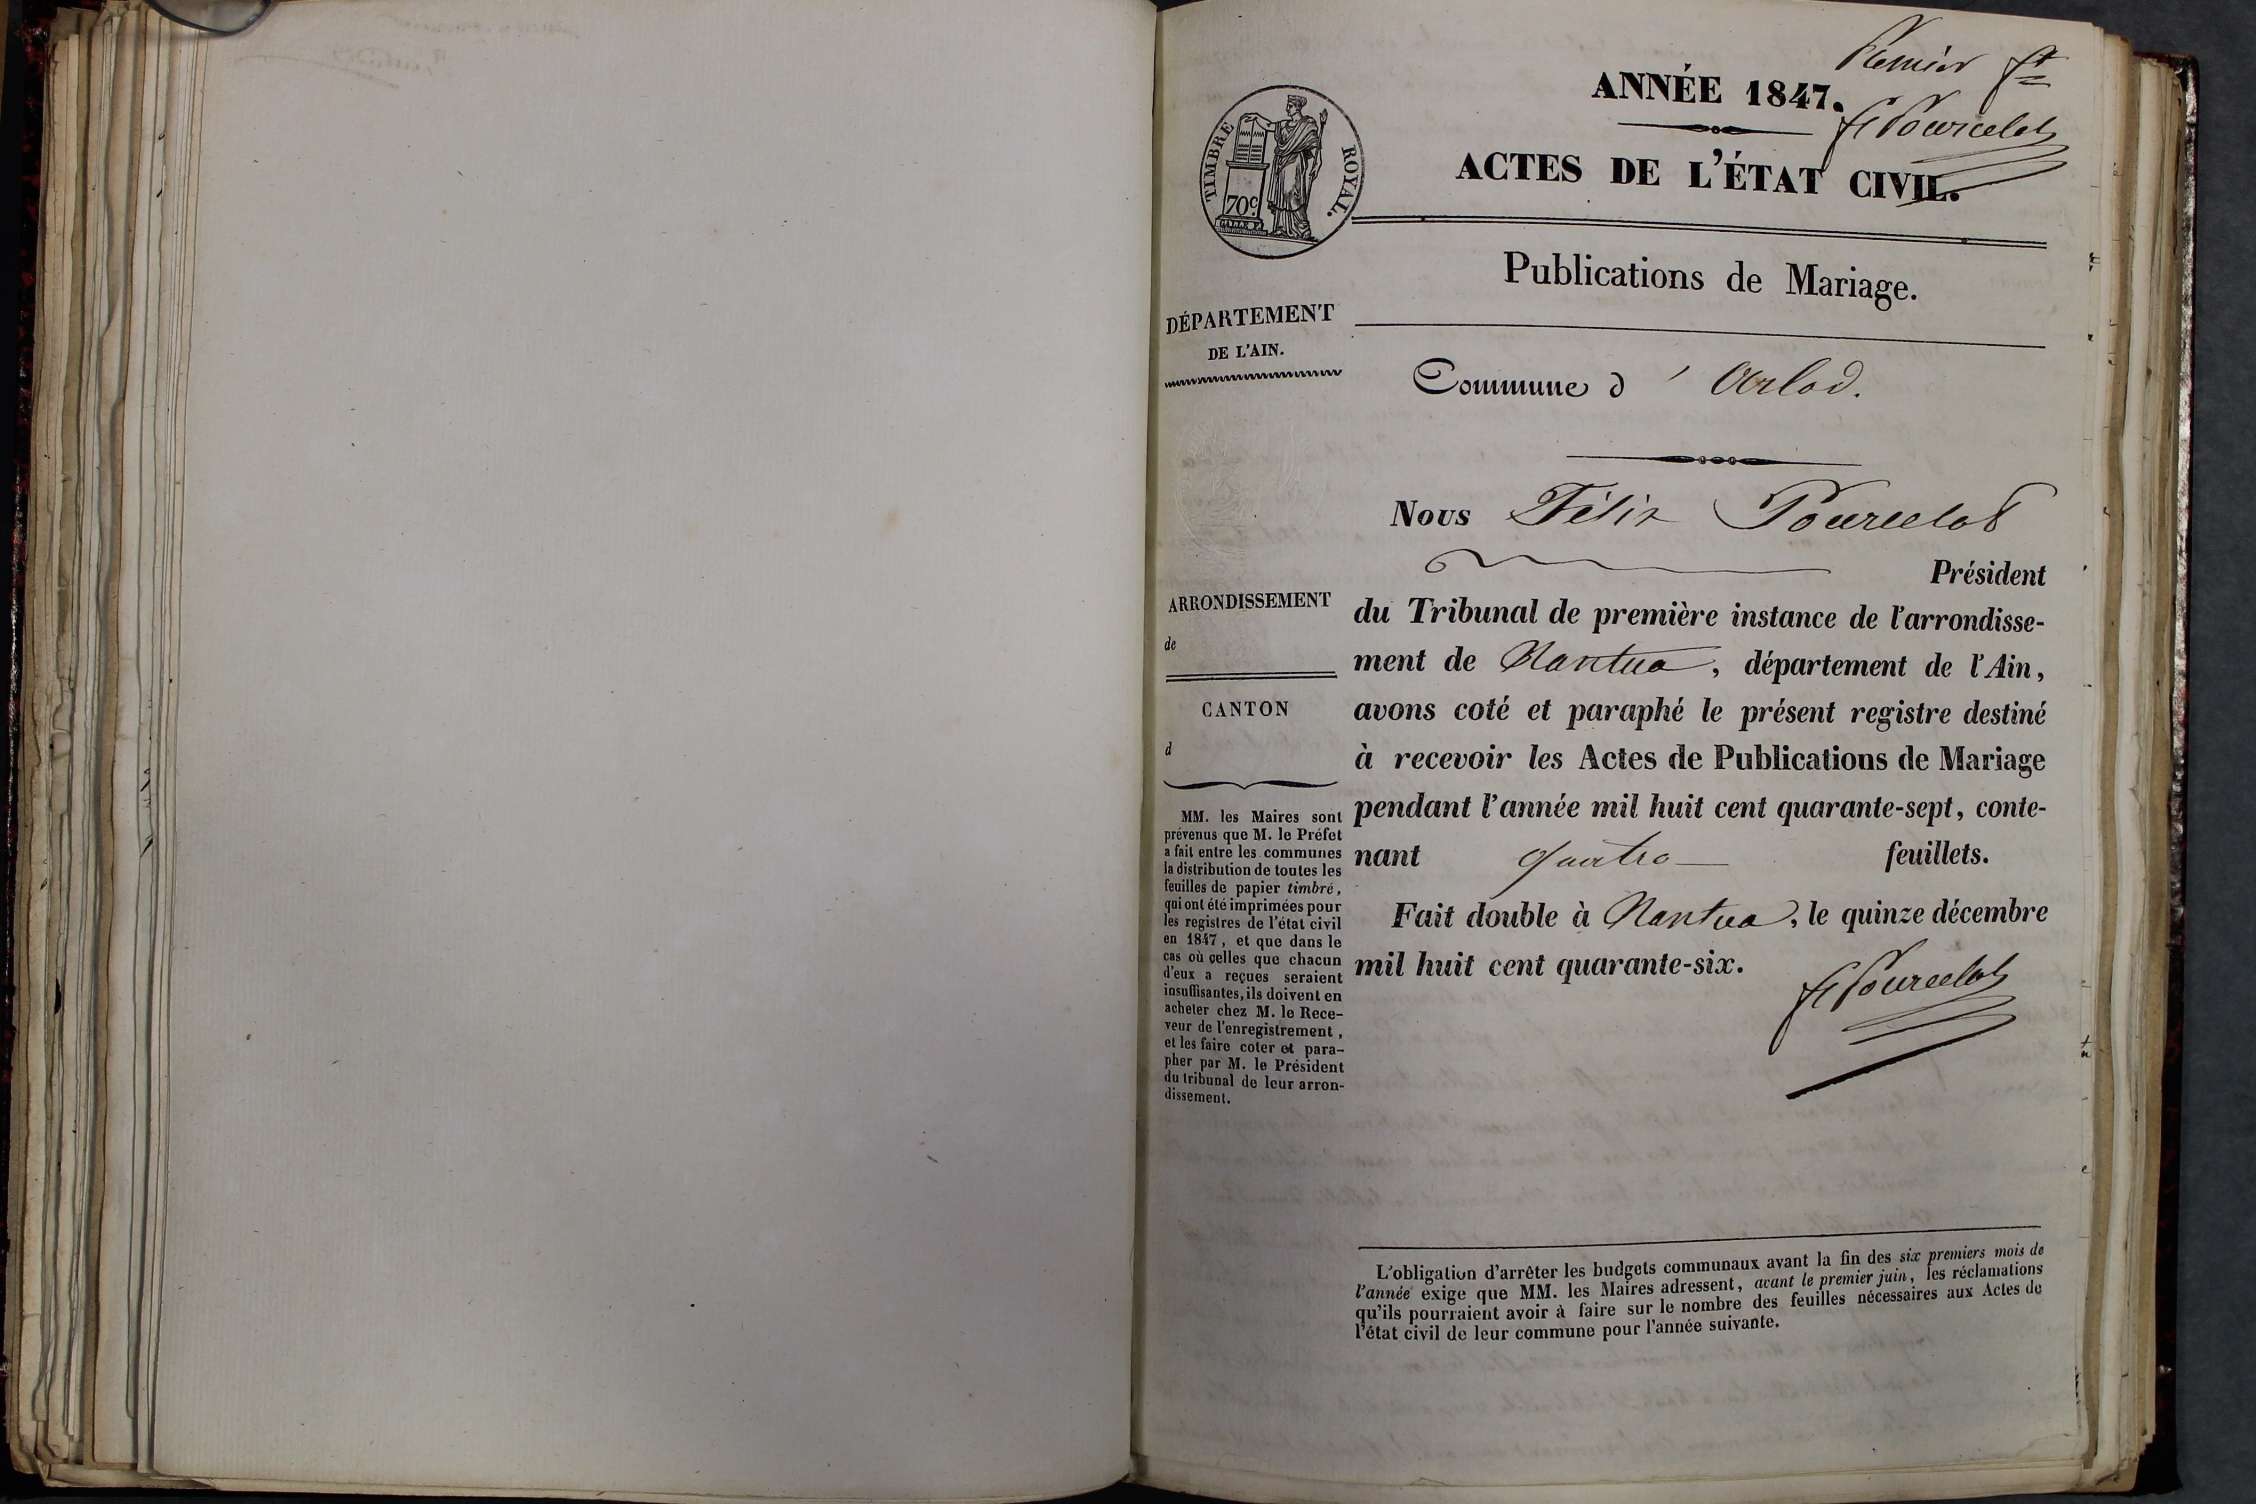 Premier ft
ANNÉE 1847.
F Pourcelot
ACTES DE L'ÉTAT CIVIL.
TIMBRE ROYAL.
70c
Publications de Mariage.
DÉPARTEMENT
DE L'AIN.
Commune d'Arlod.
Nous Félix Pourcelot
Président
du Tribunal de première instance de l'arrondisse-
ment de Nantua, département de l'Ain,
avons coté et paraphé le présent registre destiné
à recevoir les Actes de Publications de Mariage
pendant l'année mil huit cent quarante-sept, conte-
nant quatre feuillets.
Fait double à Nantua, le quinze décembre
mil huit cent quarante-six.
F Pourcelot
ARRONDISSEMENT
de
CANTON
d
MM. les Maires sont
prévenus que M. le Préfet
a fait entre les communes
la distribution de toutes les
feuilles de papier timbré,
qui ont été imprimées pour
les registres de l'état civil
en 1847, et que dans le
cas où celles que chacun
d'eux a reçues seraient
insuffisantes, ils doivent en
acheter chez M. le Rece-
veur de l'enregistrement,
et les faire coter et para-
pher par M. le Président
du tribunal de leur arron-
dissement.
L'obligation d'arrêter les budgets communaux avant la fin des six premiers mois de
l'année exige que MM. les Maires adressent, avant le premier juin, les réclamations
qu'ils pourraient avoir à faire sur le nombre des feuilles nécessaires aux Actes de
l'état civil de leur commune pour l'année suivante.